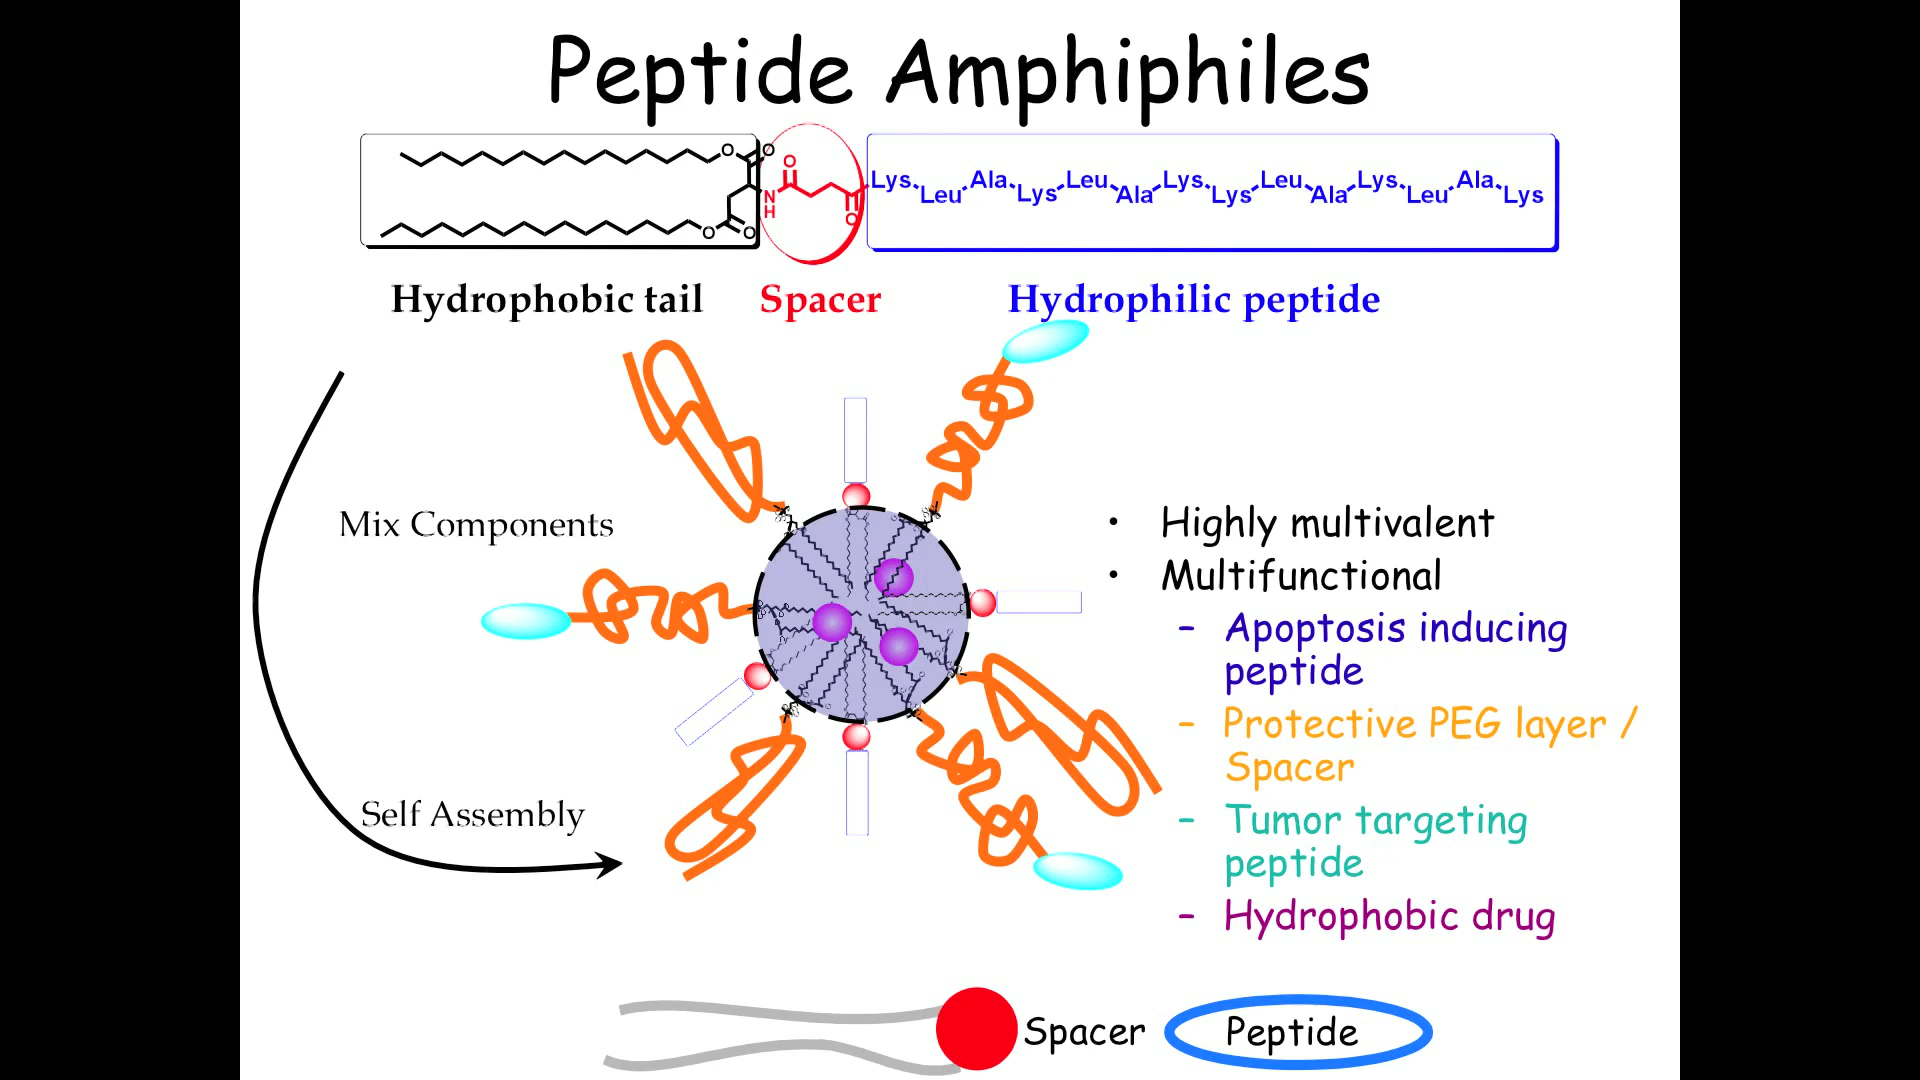 Peptide Amphiphiles
O O O O N H O O
Lys Leu Ala Lys Leu Ala Lys Lys Leu Ala Lys Leu Ala Lys
Hydrophobic tail Spacer Hydrophilic peptide
Mix Components
Self Assembly
• Highly multivalent
• Multifunctional
– Apoptosis inducing
peptide
– Protective PEG layer /
Spacer
– Tumor targeting
peptide
– Hydrophobic drug
Spacer Peptide